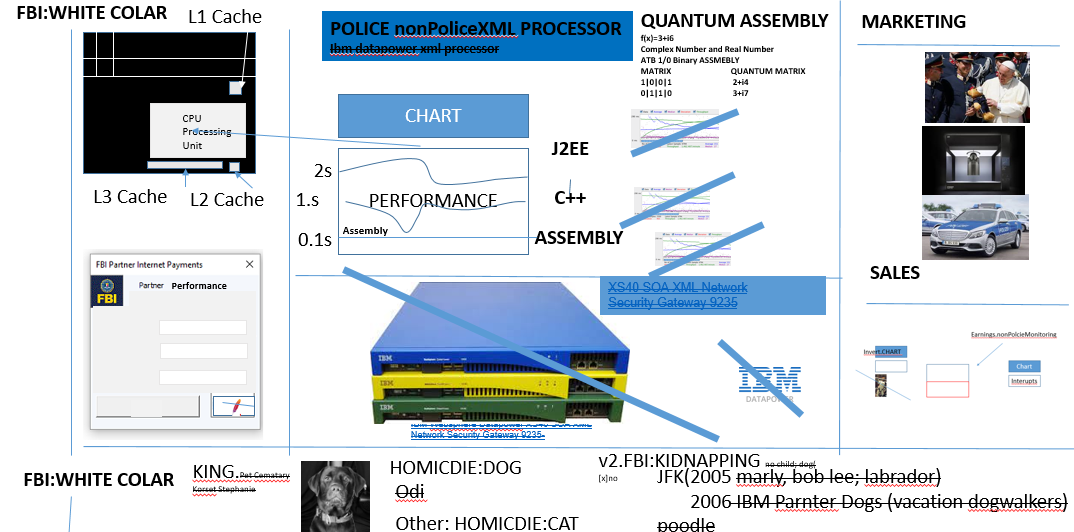 FBI:WHITE COLAR
L1 Cache
CPU
Processing
Unit
L3 Cache
L2 Cache
POLICE nonPoliceXML PROCESSOR
Ibm datapower xml processor
CHART
2s
1.s
0.1s
PERFORMANCE
Assembly
J2EE
C++
ASSEMBLY
QUANTUM ASSEMBLY
f(x)=3+i6
Complex Number and Real Number
ATB 1/0 Binary ASSMEBLY
MATRIX QUANTUM MATRIX
1|0|0|1 2+i4
0|1|1|0 3+i7
MARKETING
SALES
Earnings.nonPolcieMonitoring
Invert.CHART
Chart
Interupts
FBI Partner Internet Payments
FBI
Partner Performance
XS40 SOA XML Network
Security Gateway 9235
IBM
IBM
IBM
IBM
DATAPOWER
Network Security Gateway 9235-
FBI:WHITE COLAR
KING.Pet Cematary
Korset Stephanie
HOMICDIE:DOG
Odi
Other: HOMICDIE:CAT
v2.FBI:KIDNAPPING no child; dog(
[x]no
JFK(2005 marly, bob lee; labrador)
2006 IBM Parnter Dogs (vacation dogwalkers)
poodle